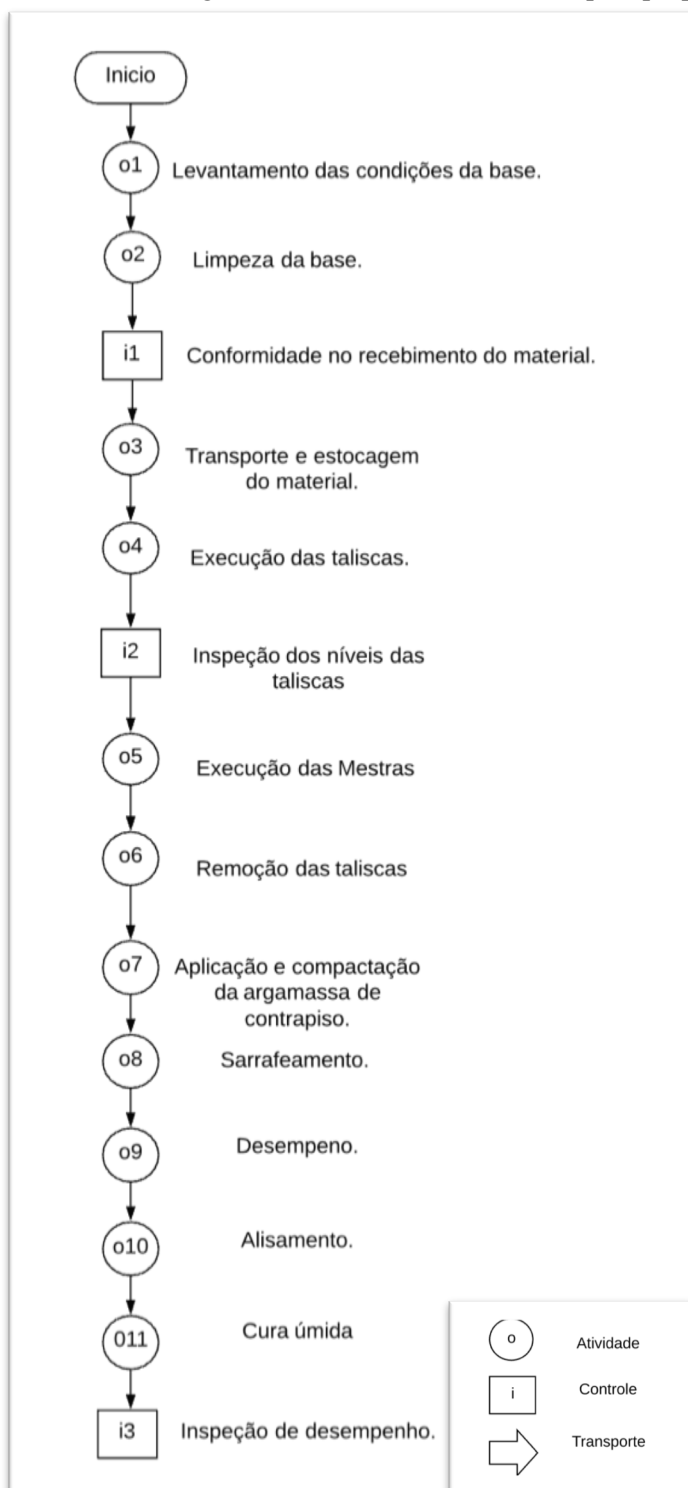 Inicio
o1
Levantamento das condições da base.
o2
Limpeza da base.
i1
Conformidade no recebimento do material.
o3
Transporte e estocagem
do material.
o4
Execução das taliscas.
i2
Inspeção dos níveis das
taliscas
o5
Execução das Mestras
o6
Remoção das taliscas
o7
Aplicação e compactação
da argamassa de
contrapiso.
o8
Sarrafeamento.
o9
Desempeno.
o10
Alisamento.
011
Cura úmida
i3
Inspeção de desempenho.
o
Atividade
i
Controle
Transporte